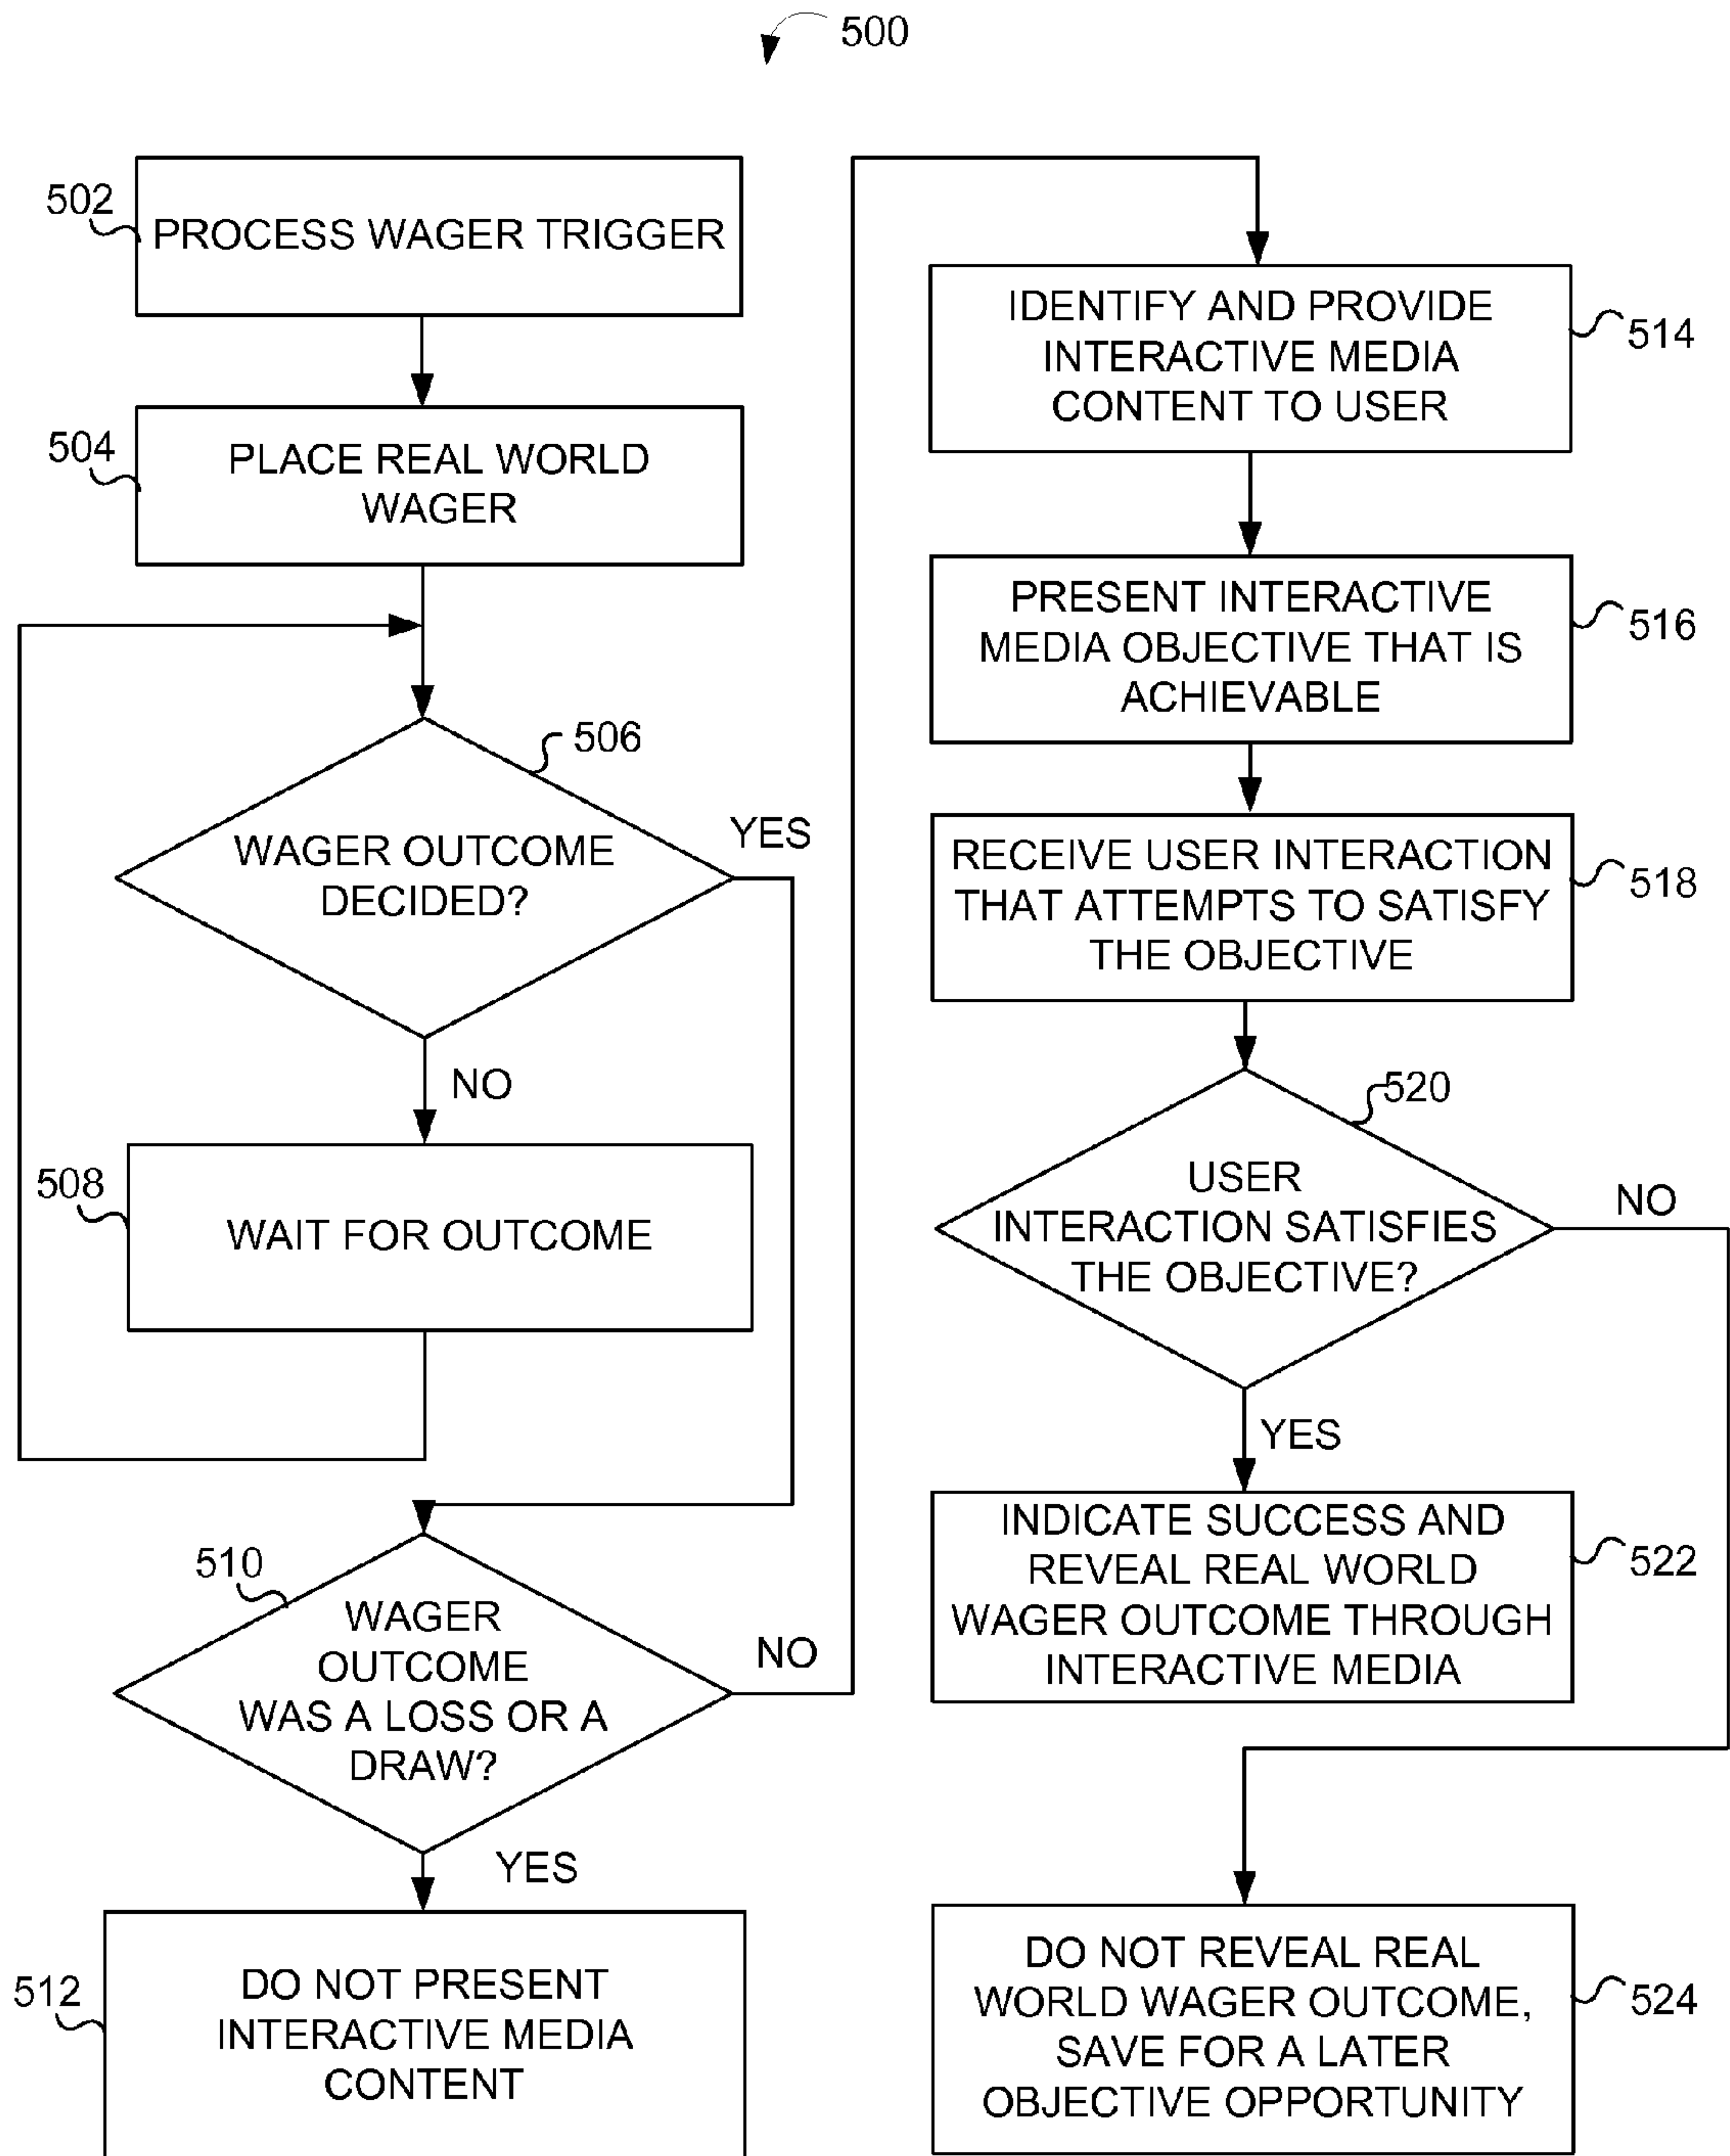 500
502
PROCESS WAGER TRIGGER
504
PLACE REAL WORLD
WAGER
506
WAGER OUTCOME
DECIDED?
YES
NO
508
WAIT FOR OUTCOME
510
WAGER
OUTCOME
WAS A LOSS OR A
DRAW?
NO
YES
512
DO NOT PRESENT
INTERACTIVE MEDIA
CONTENT
IDENTIFY AND PROVIDE
INTERACTIVE MEDIA
CONTENT TO USER
514
PRESENT INTERACTIVE
MEDIA OBJECTIVE THAT IS
ACHIEVABLE
516
RECEIVE USER INTERACTION
THAT ATTEMPTS TO SATISFY
THE OBJECTIVE
518
520
USER
INTERACTION SATISFIES
THE OBJECTIVE?
NO
YES
INDICATE SUCCESS AND
REVEAL REAL WORLD
WAGER OUTCOME THROUGH
INTERACTIVE MEDIA
522
DO NOT REVEAL REAL
WORLD WAGER OUTCOME,
SAVE FOR A LATER
OBJECTIVE OPPORTUNITY
524